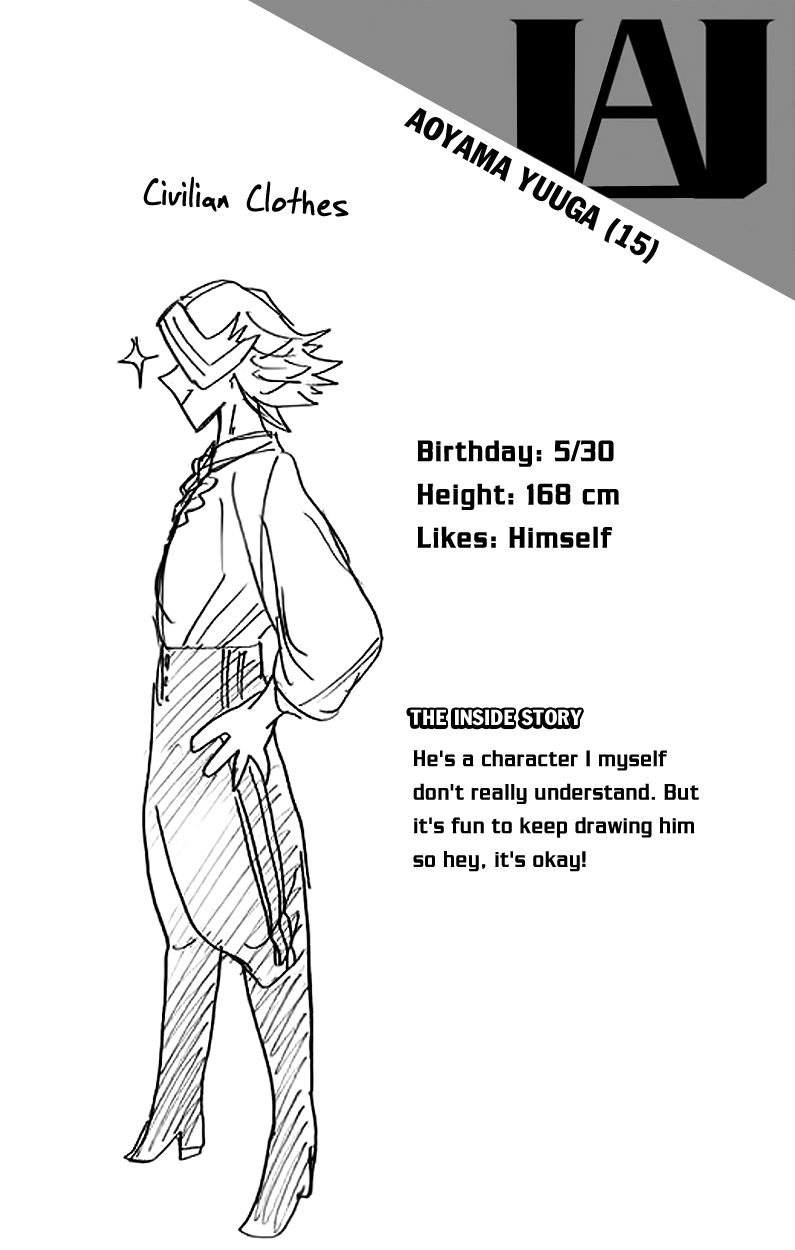 UA
AOYAMA YUUGA (15)
Civilian Clothes
Birthday: 5/30
Height: 168 cm
Likes: Himself
THE INSIDE STORY
He's a character I myself
don't really understand. But
it's fun to keep drawing him
so hey, it's okay!